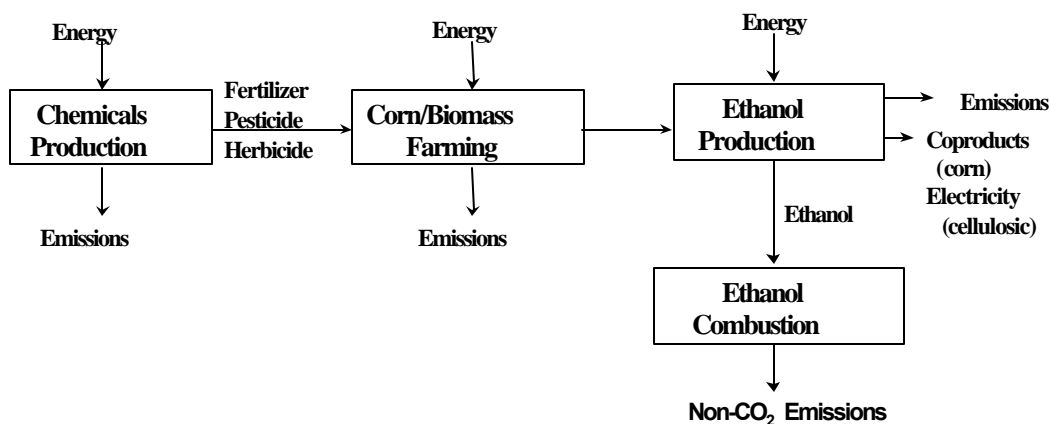 Energy
Energy
Energy
Chemicals
Production
Fertilizer
Pesticide
Herbicide
Corn/Biomass
Farming
Ethanol
Production
Emissions
Coproducts
(corn)
Electricity
(cellosic)
Emissions
Emissions
Ethanol
Ethanol
Combustion
Non-CO₂ Emissions